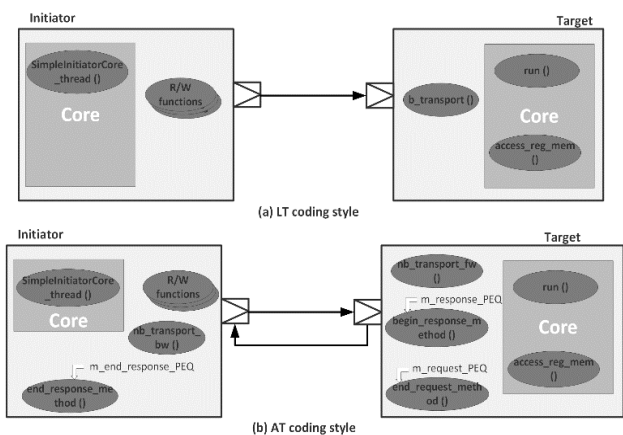 Initiator
Target
SimpleInitiatorCore
_thread ()
Core
R/W
functions
b_transport ()
run ()
Core
access_reg_mem
()
(a) LT coding style
Initiator
Target
SimpleInitiatorCore
_thread ()
Core
R/W
functions
nb_transport_
bw ()
m_end_response_PEQ
end_response_me
thod ()
nb_transport_fw
()
m_response_PEQ
begin_response_m
ethod ()
m_request_PEQ
end_request_meth
od ()
run ()
Core
access_reg_mem
()
(b) AT coding style